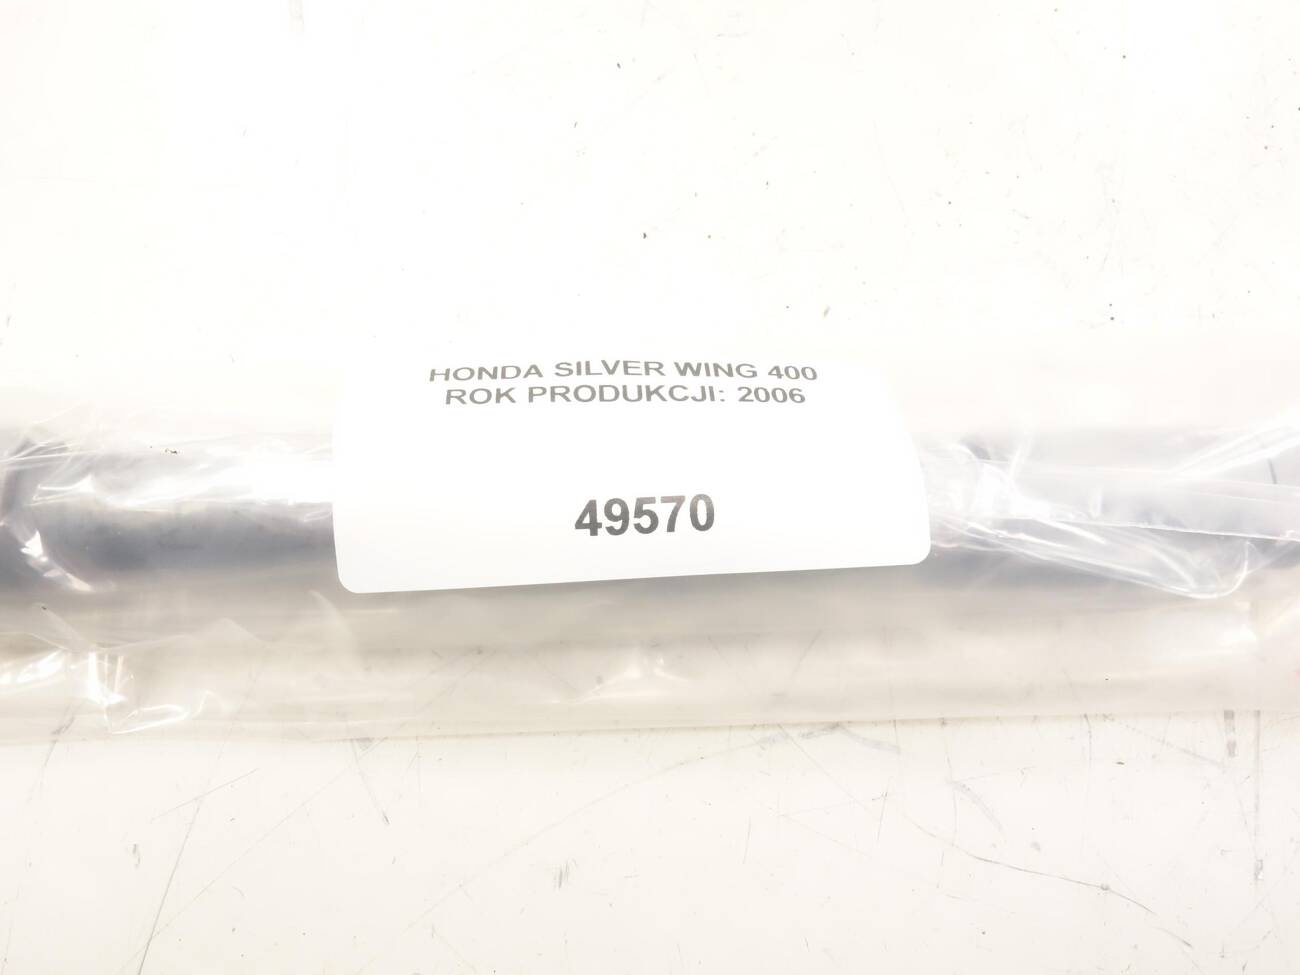 HONDA SILVER WING 400
ROK PRODUKCJI: 2006
49570